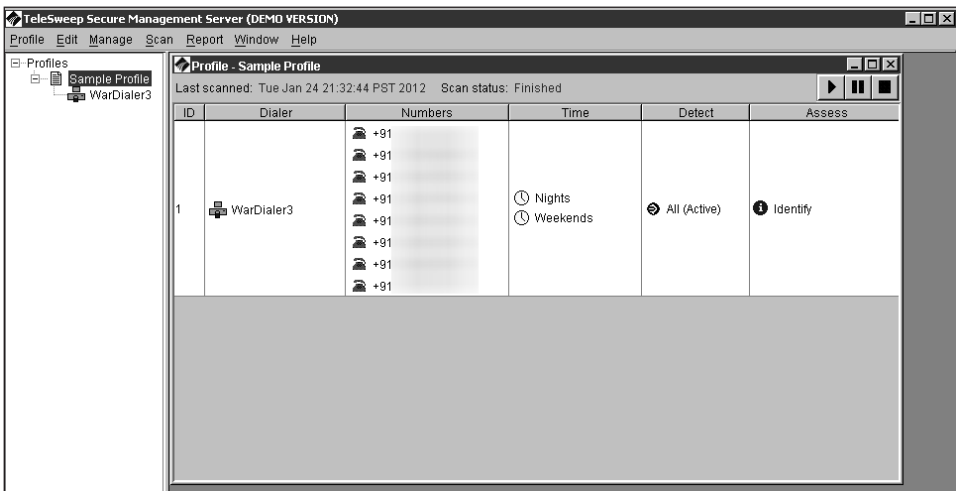 TeleSweep Secure Management Server (DEMO VERSION)
Profile Edit Manage Scan Report Window Help
Profiles
Sample Profile
WarDialer3
Profile - Sample Profile
Last scanned: Tue Jan 24 21:32:44 PST 2012 Scan status: Finished
ID Dialer Numbers Time Detect Assess
+91
+91
+91
+91
+91
+91
+91
+91
1 WarDialer3
Nights
Weekends
All (Active)
Identify